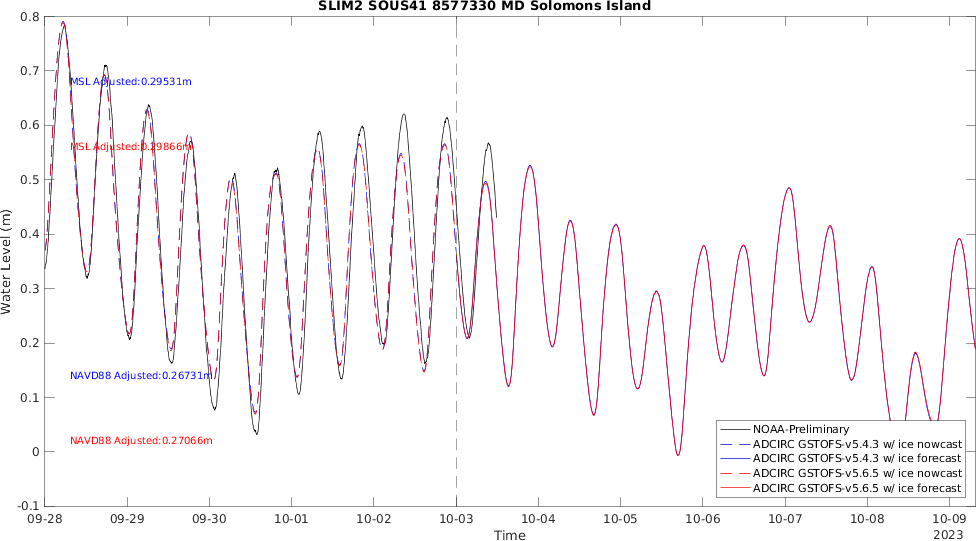 SLIM2 SOUS41 8577330 MD Solomons Island
0.8
0.7
0.6
0.5
0.4
0.3
0.2
0.1
0
-0.1
Water Level (m)
MSL Adjusted:0.29531m
MSL Adjusted:0.29866m
NAVD88 Adjusted:0.26731m
NAVD88 Adjusted:0.27066m
NOAA-Preliminary
ADCIRC GSTOFS-v5.4.3 w/ ice nowcast
ADCIRC GSTOFS-v5.4.3 w/ ice forecast
ADCIRC GSTOFS-v5.6.5 w/ ice nowcast
ADCIRC GSTOFS-v5.6.5 w/ ice forecast
09-28 09-29 09-30 10-01 10-02 10-03 10-04 10-05 10-06 10-07 10-08 10-09
2023
Time